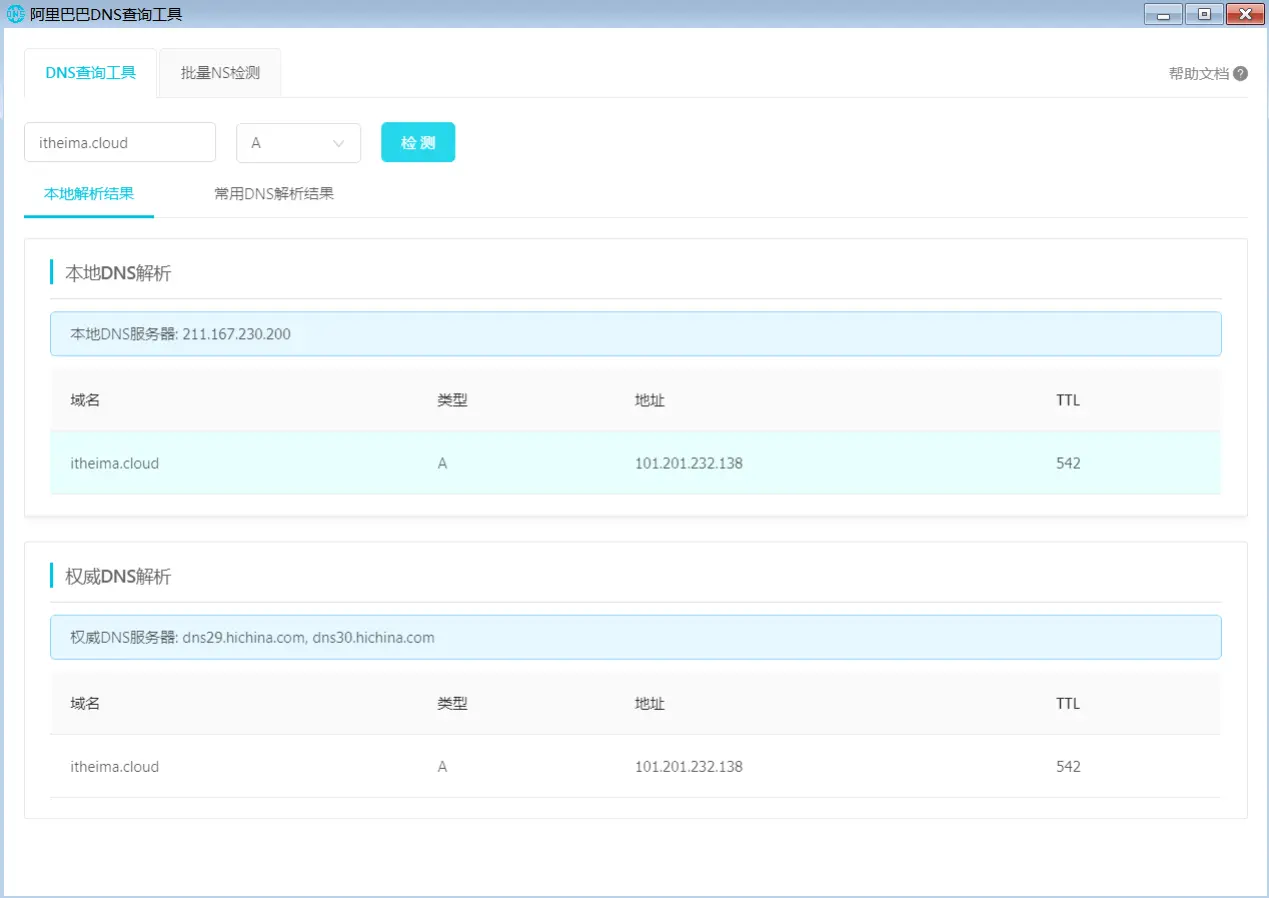 阿里巴巴DNS查询工具
DNS查询工具 批量NS检测 帮助文档 ?
itheima.cloud A 检 测
本地解析结果 常用DNS解析结果
本地DNS解析
本地DNS服务器: 211.167.230.200
域名 类型 地址 TTL
itheima.cloud A 101.201.232.138 542
权威DNS解析
权威DNS服务器: dns29.hichina.com, dns30.hichina.com
域名 类型 地址 TTL
itheima.cloud A 101.201.232.138 542